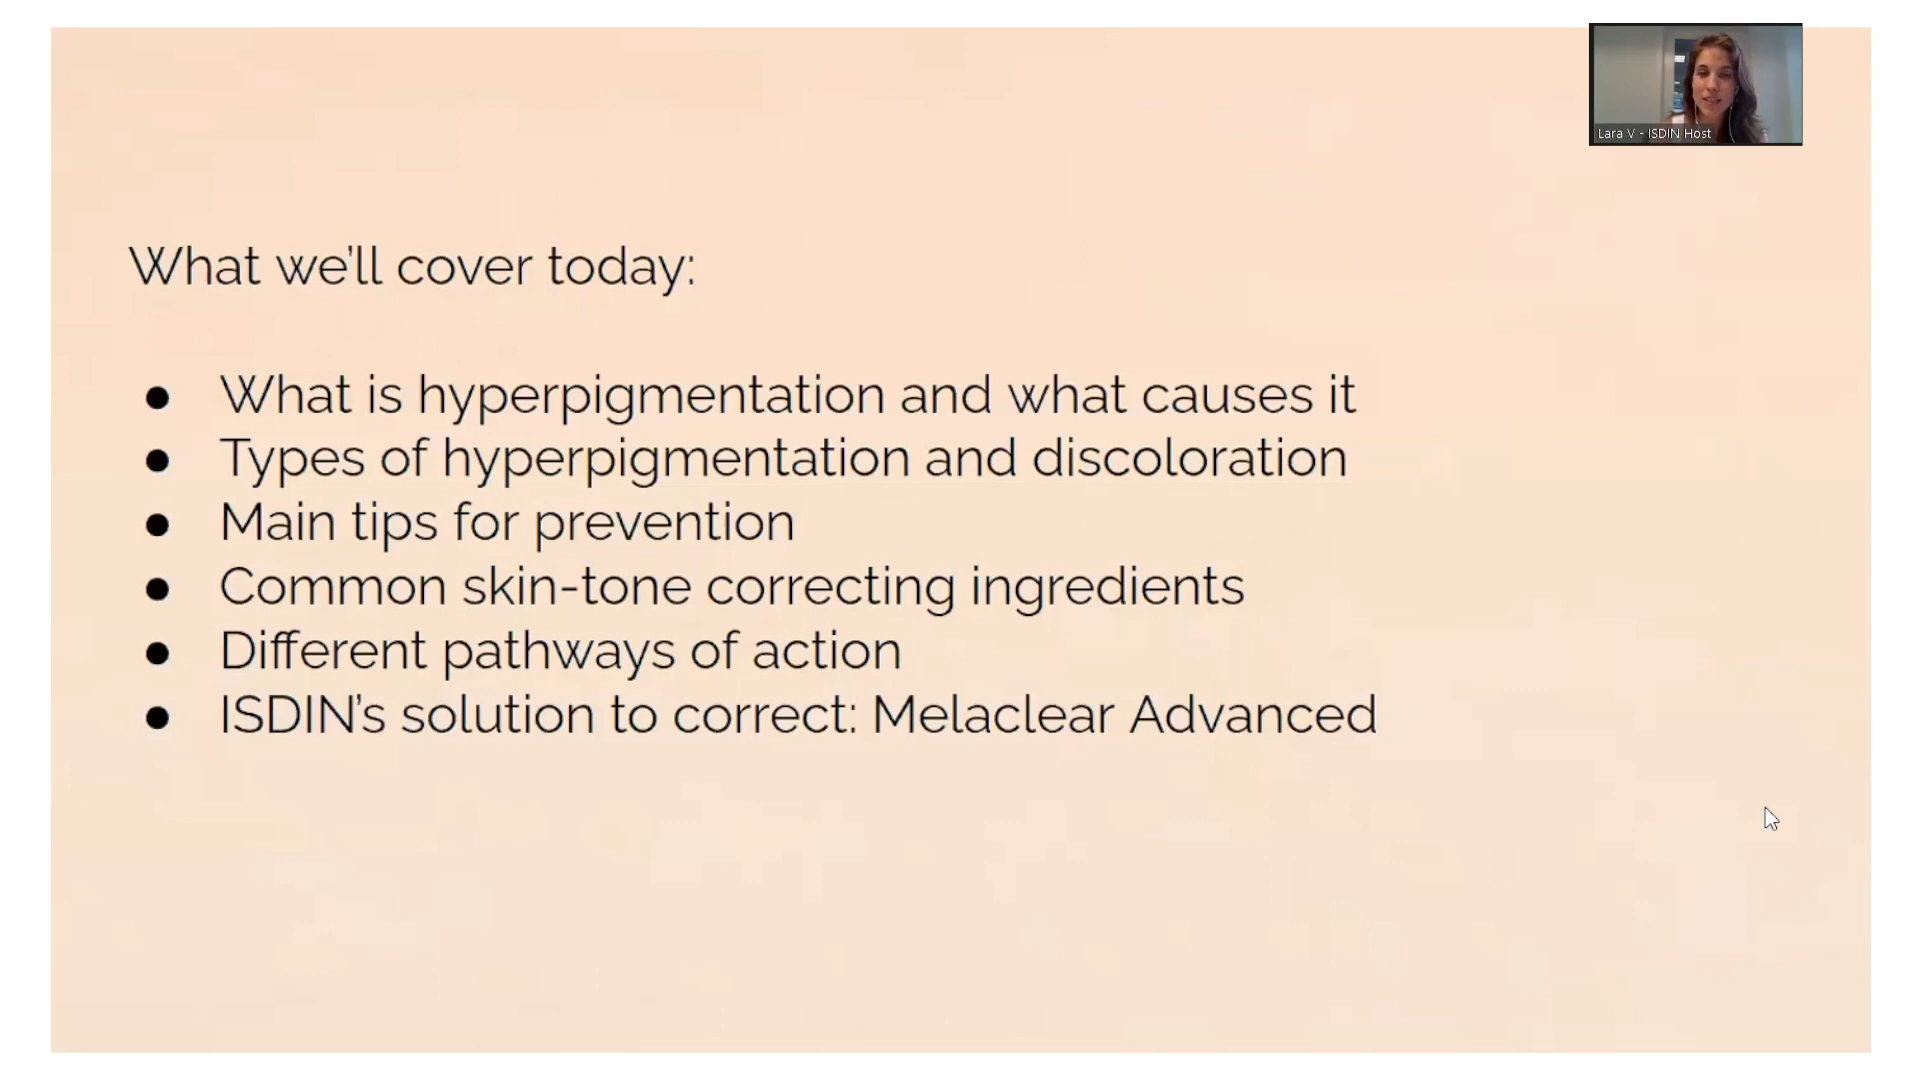 Lara V - ISDIN Host
What we'll cover today:
● What is hyperpigmentation and what causes it
● Types of hyperpigmentation and discoloration
● Main tips for prevention
● Common skin-tone correcting ingredients
● Different pathways of action
● ISDIN's solution to correct: Melaclear Advanced